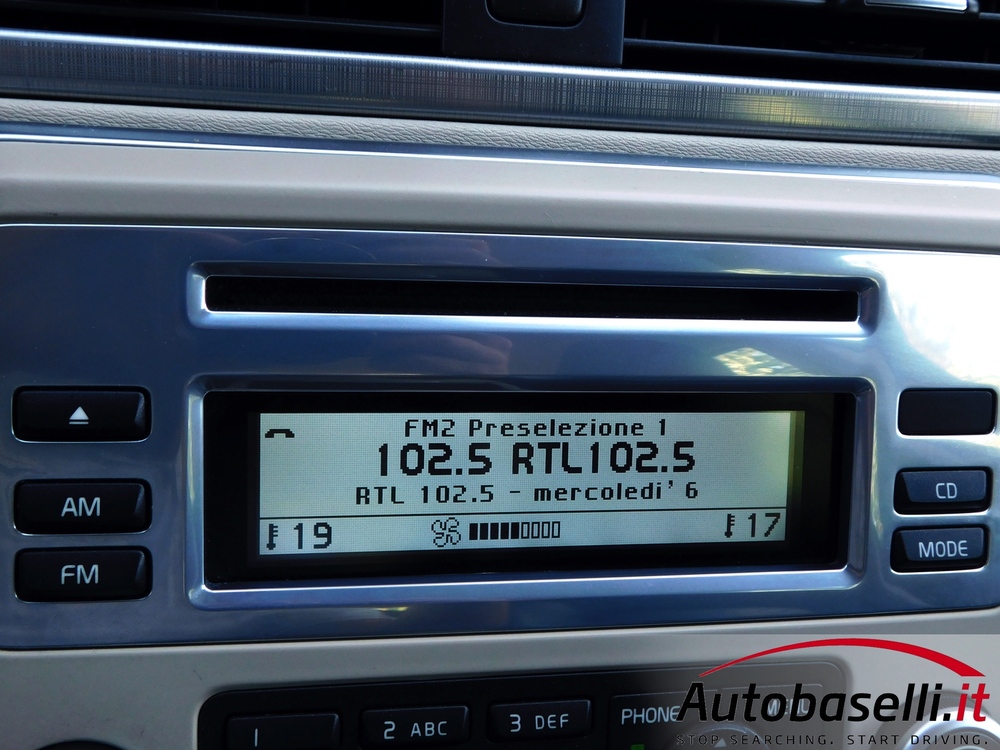 FM2 Preselezione 1
102.5 RTL102.5
RTL 102.5 - mercoledi' 6
19 17
AM
FM
CD
MODE
1 2 ABC 3 DEF PHONE MENU
Autobaselli.it
STOP SEARCHING. START DRIVING.